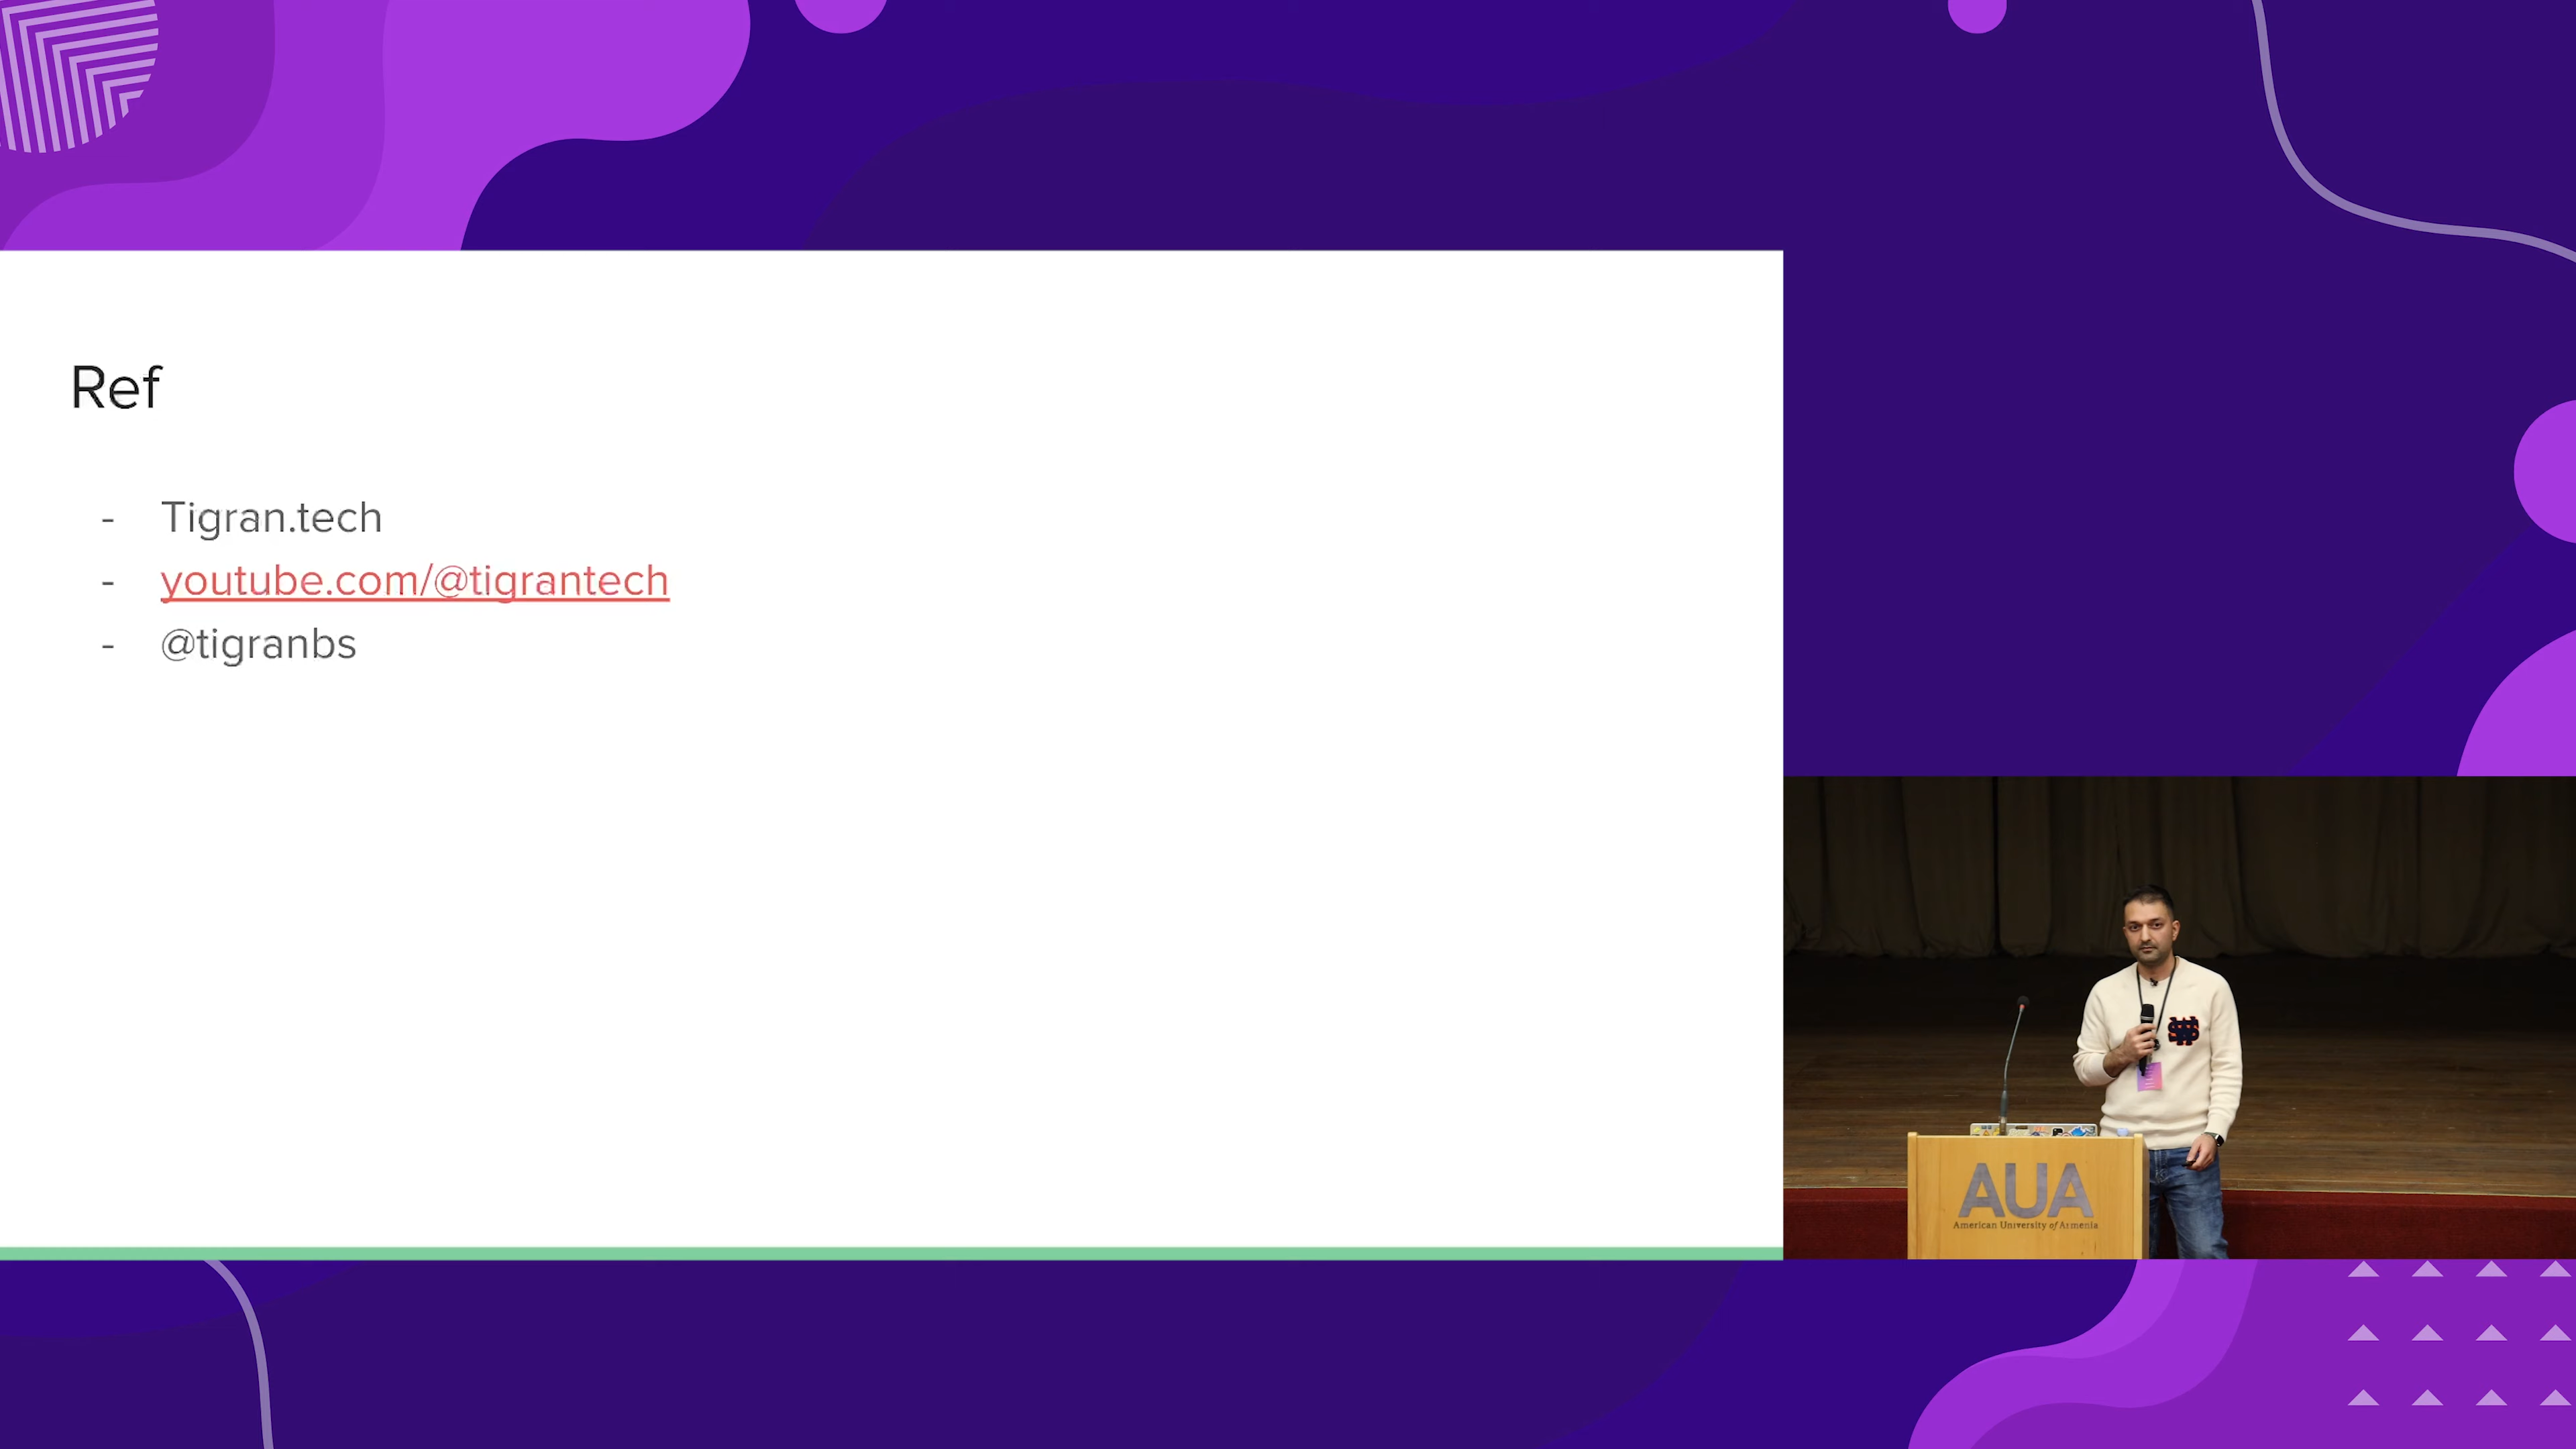 Ref
- Tigran.tech
- youtube.com/@tigrantech
- @tigranbs
AUA
American University of Armenia